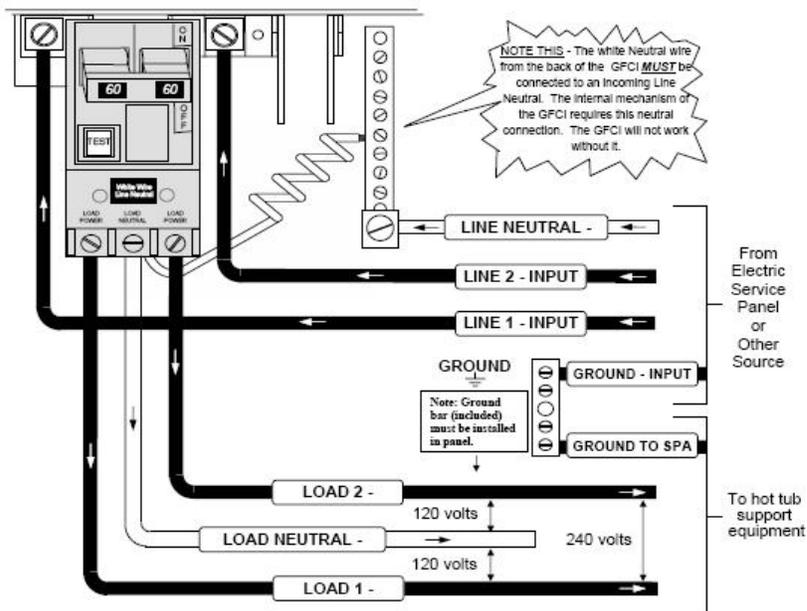 ON
OFF
60
60
TEST
White Wire
Line Neutral
LOAD
POWER
LOAD
NEUTRAL
LOAD
POWER
NOTE THIS - The white Neutral wire
from the back of the GFCI MUST be
connected to an incoming Line
Neutral. The internal mechanism of
the GFCI requires this neutral
connection. The GFCI will not work
without it.
LINE NEUTRAL -
LINE 2 - INPUT
LINE 1 - INPUT
From
Electric
Service
Panel
or
Other
Source
GROUND
GROUND - INPUT
Note: Ground
bar (included)
must be installed
in panel.
GROUND TO SPA
LOAD 2 -
120 volts
LOAD NEUTRAL -
240 volts
120 volts
LOAD 1 -
To hot tub
support
equipment